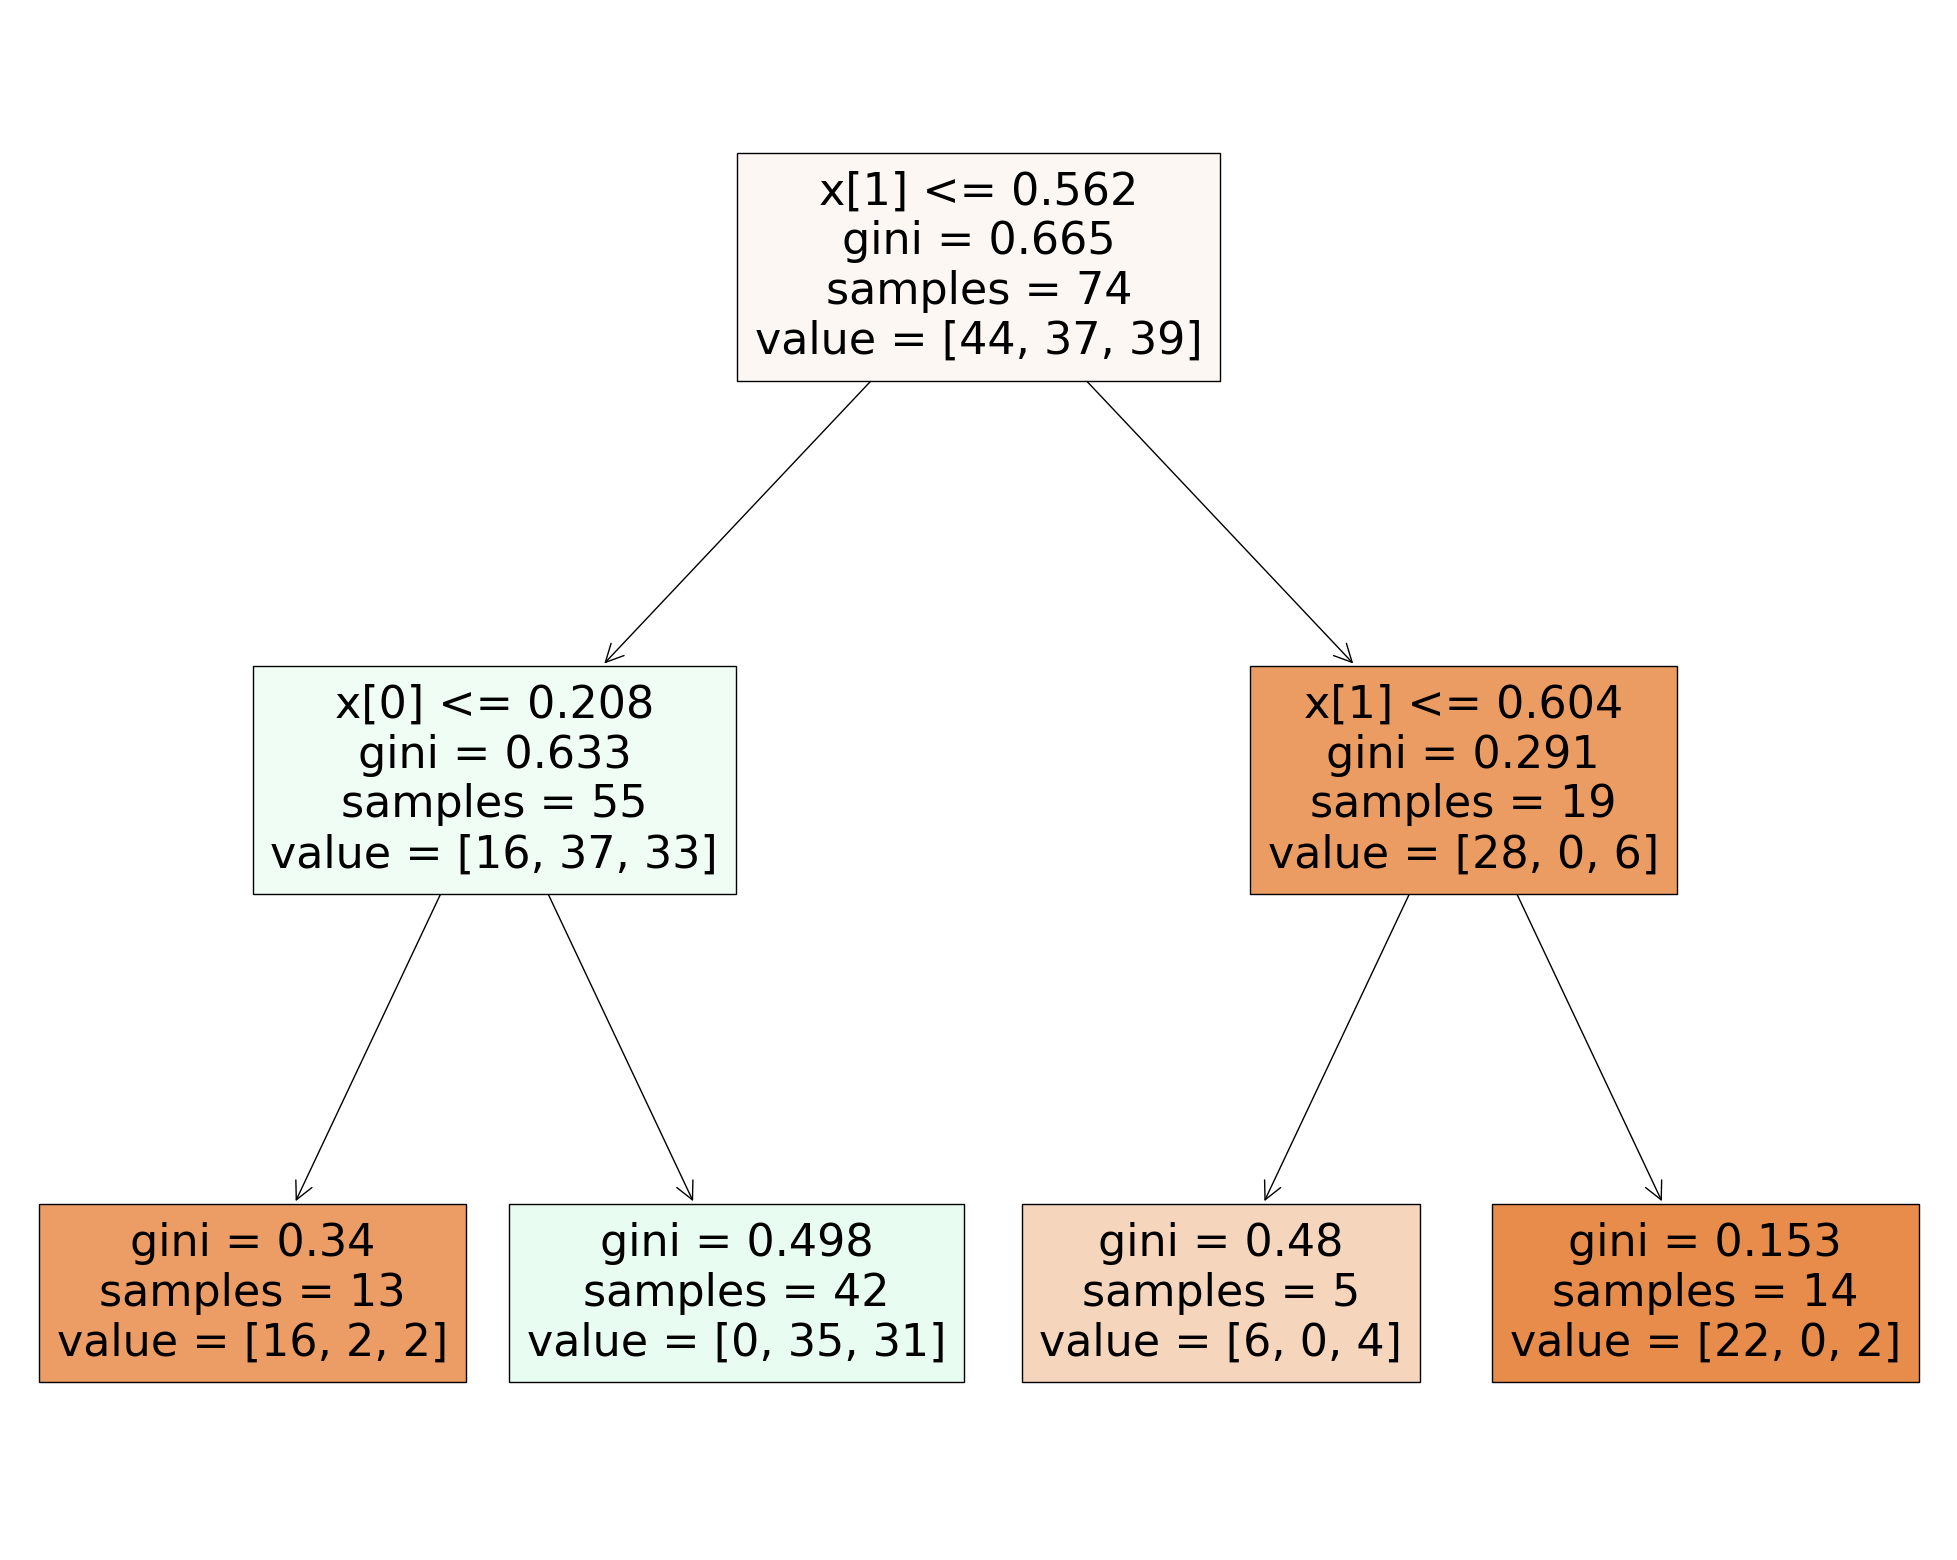 x[1] <= 0.562
gini = 0.665
samples = 74
value = [44, 37, 39]
x[0] <= 0.208
gini = 0.633
samples = 55
value = [16, 37, 33]
x[1] <= 0.604
gini = 0.291
samples = 19
value = [28, 0, 6]
gini = 0.34
samples = 13
value = [16, 2, 2]
gini = 0.498
samples = 42
value = [0, 35, 31]
gini = 0.48
samples = 5
value = [6, 0, 4]
gini = 0.153
samples = 14
value = [22, 0, 2]